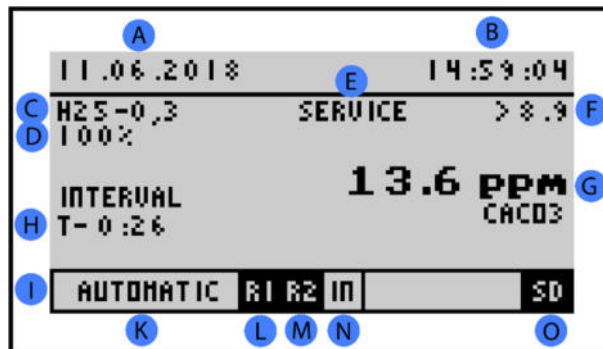 A B
11.06.2018 14:59:04
E
C H25-0,3 SERVICE >8.9 F
D 100%
13.6 ppm G
INTERVAL CACO3
H T-0:26
I AUTOMATIC R1 R2 IN SD
K L M N O